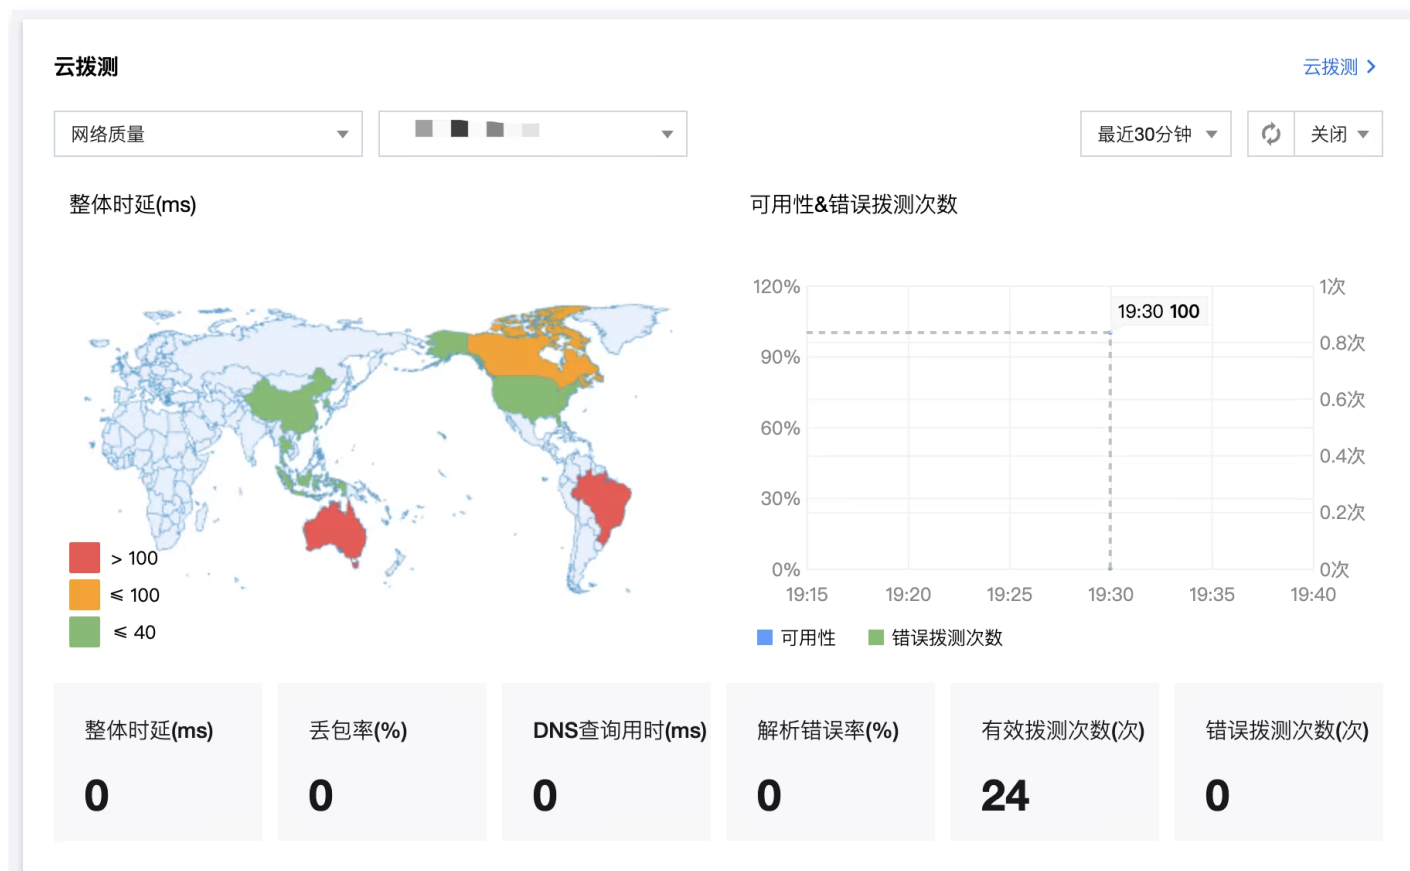 云拨测
云拨测 >
网络质量
最近30分钟
关闭
整体时延(ms)
> 100
≤ 100
≤ 40
可用性&错误拨测次数
120%
90%
60%
30%
0%
1次
0.8次
0.6次
0.4次
0.2次
0次
19:30 100
19:15 19:20 19:25 19:30 19:35 19:40
可用性 错误拨测次数
整体时延(ms)
0
丢包率(%)
0
DNS查询用时(ms)
0
解析错误率(%)
0
有效拨测次数(次)
24
错误拨测次数(次)
0